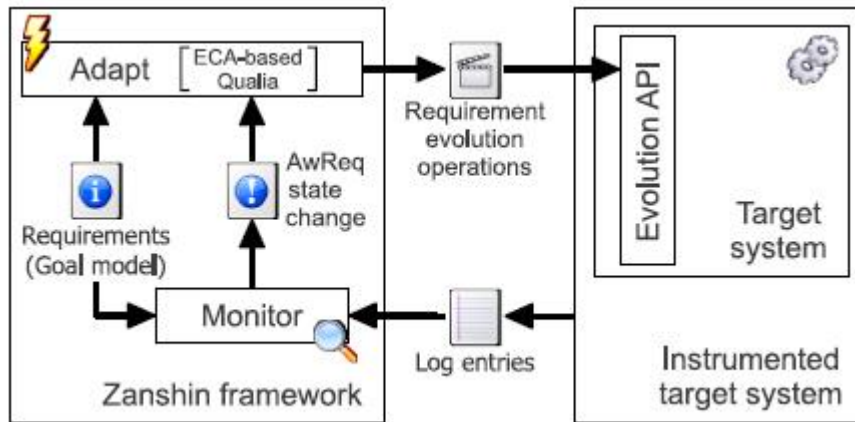 Adapt
[ECA-based
Qualia]
Requirement
evolution
operations
Evolution API
Target
system
AwReq
state
change
Requirements
(Goal model)
Monitor
Log entries
Zanshin framework
Instrumented
target system